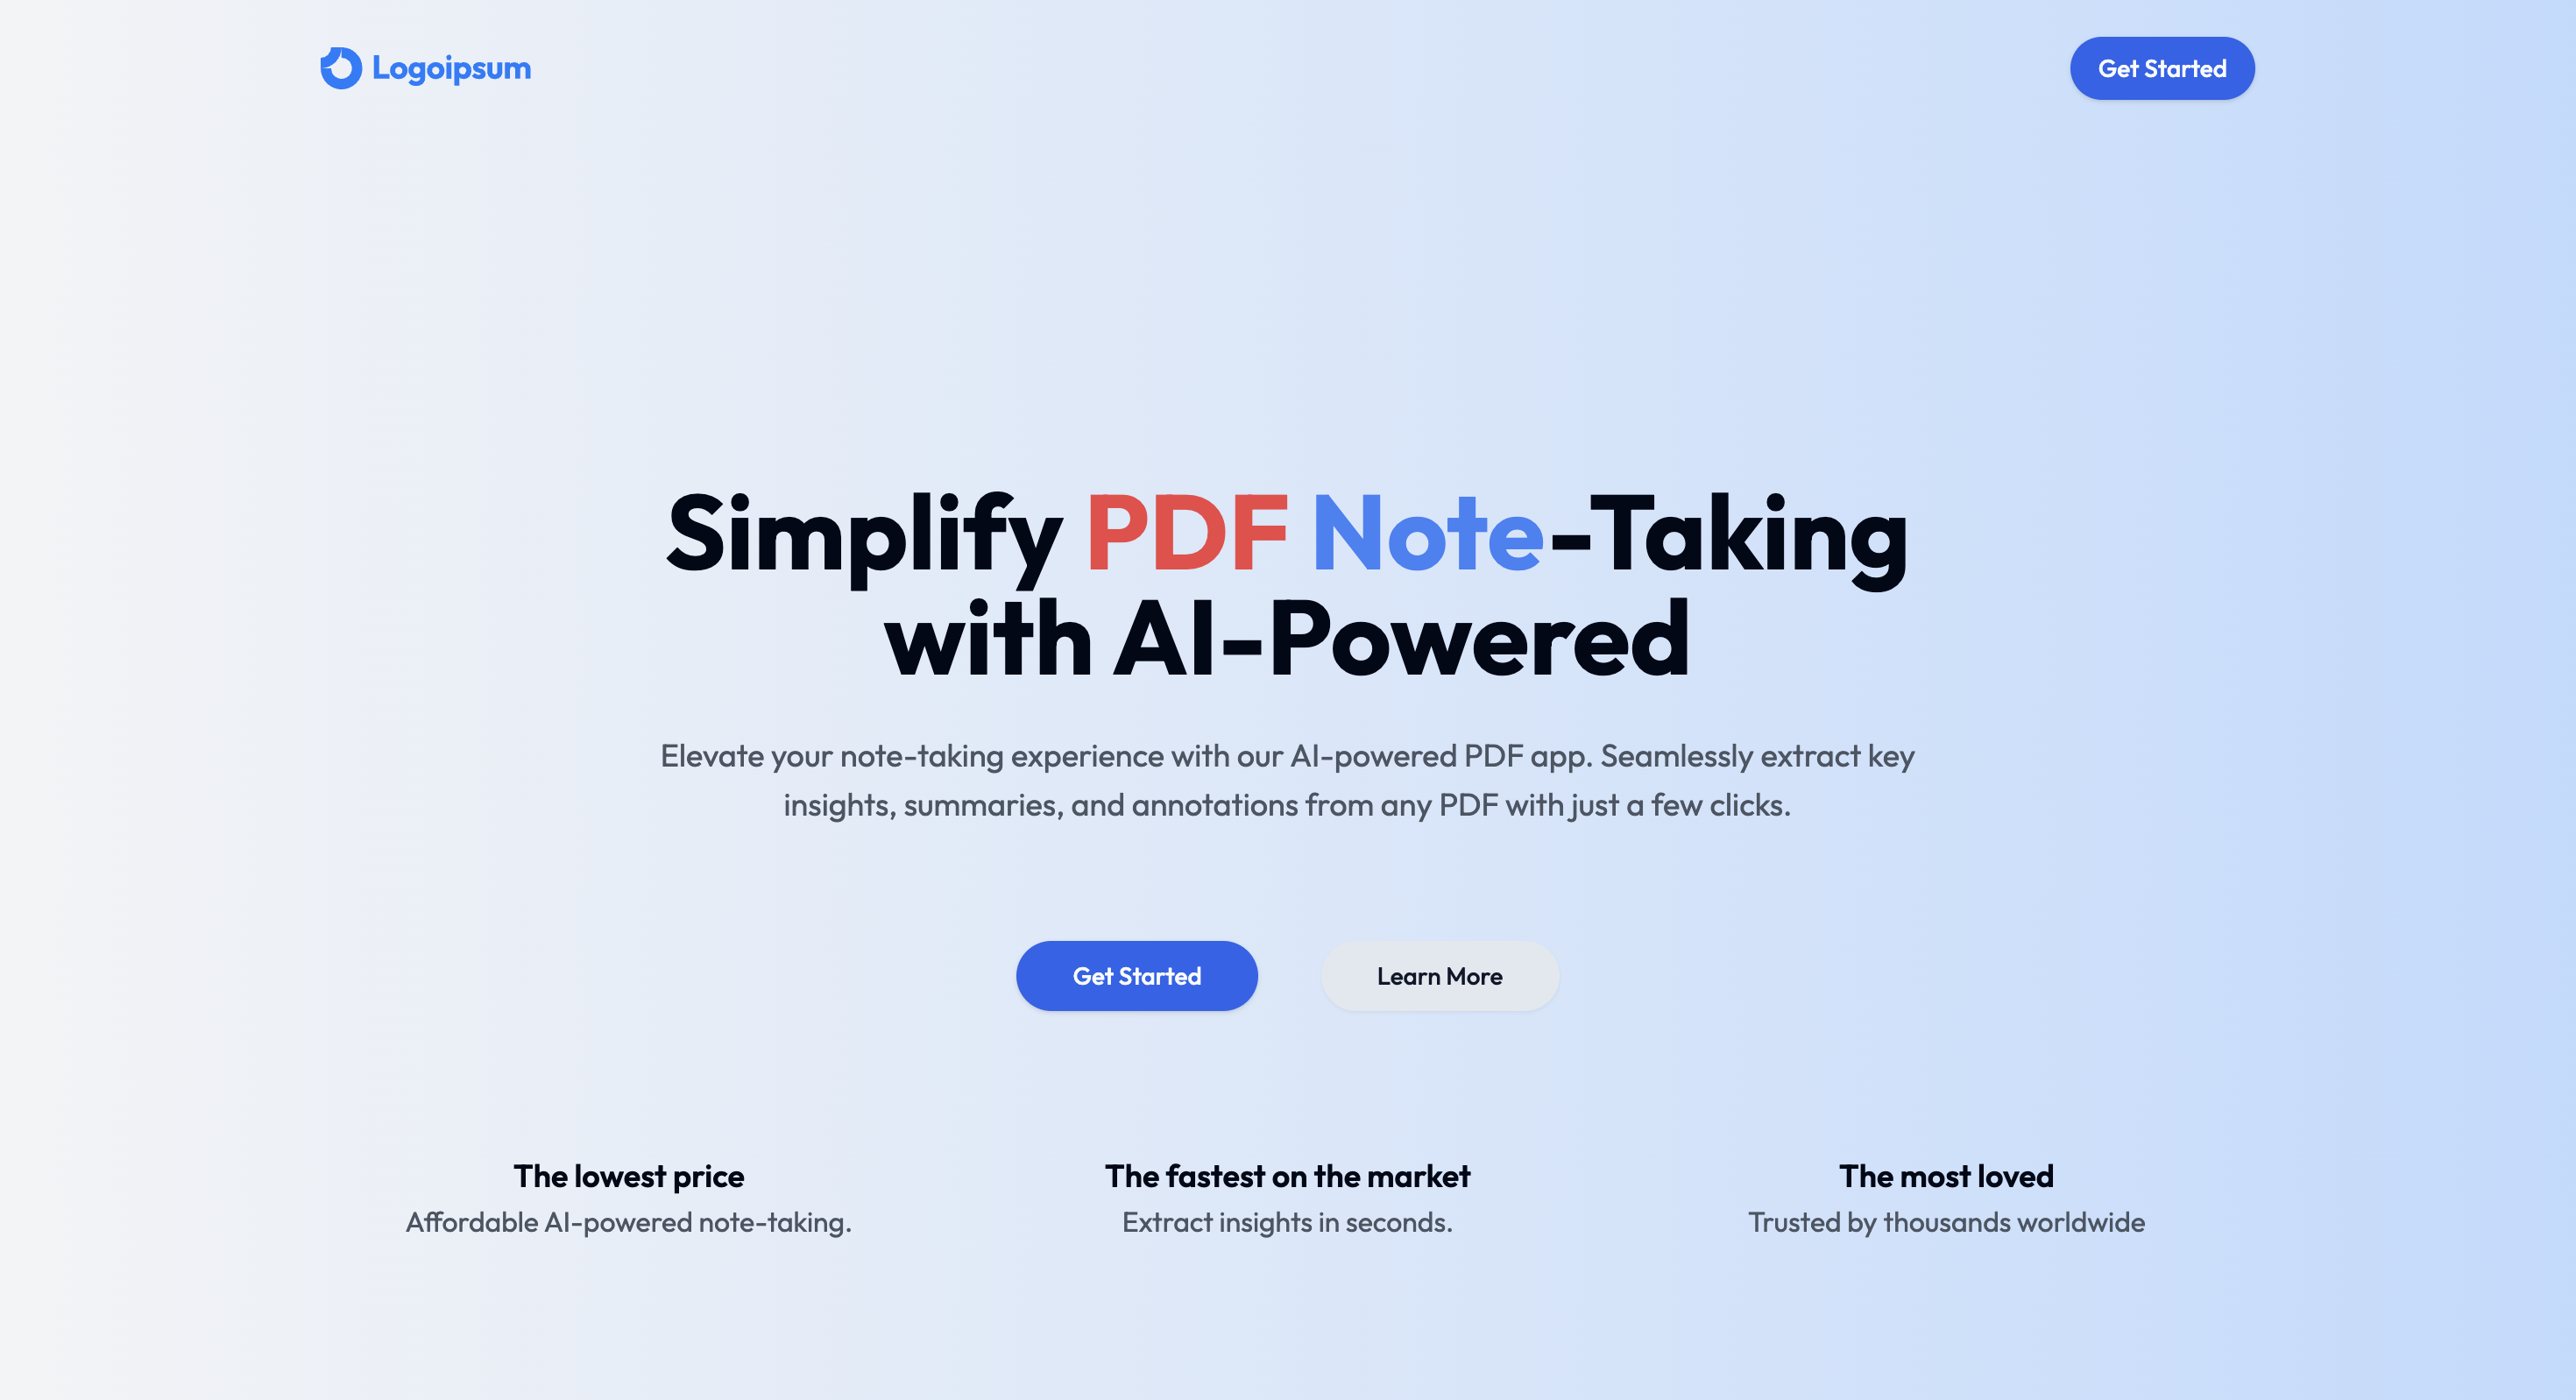 Logoipsum
Get Started
Simplify PDF Note-Taking
with AI-Powered
Elevate your note-taking experience with our AI-powered PDF app. Seamlessly extract key
insights, summaries, and annotations from any PDF with just a few clicks.
Get Started
Learn More
The lowest price
Affordable AI-powered note-taking.
The fastest on the market
Extract insights in seconds.
The most loved
Trusted by thousands worldwide